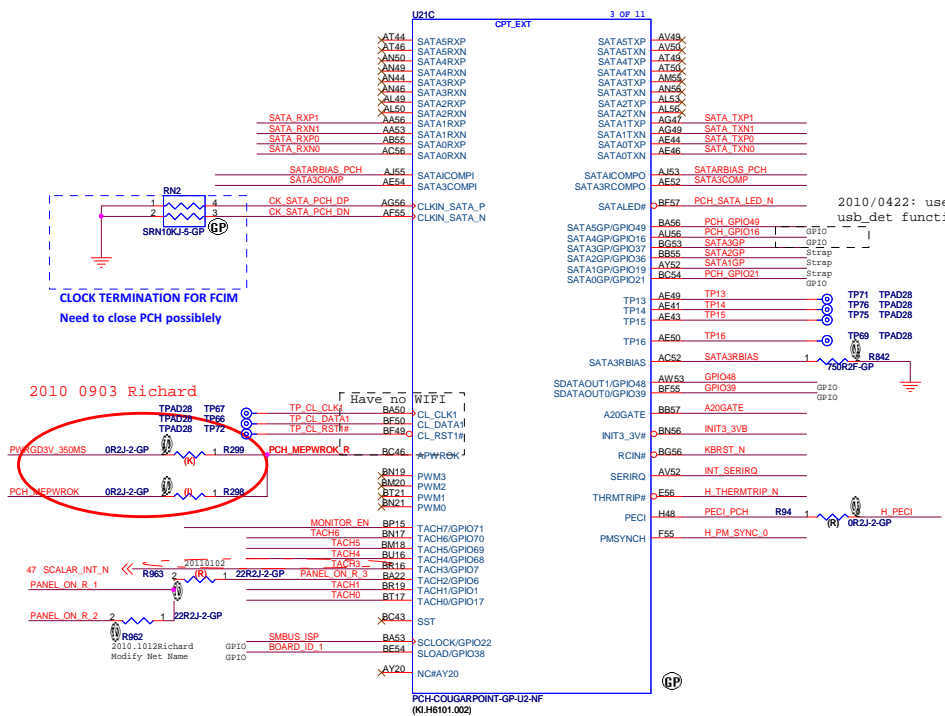 U21C 3 OF 11
CPT_EXT
AT44 SATA5RXP SATA5TXP AV49
AT46 SATA5RXN SATA5TXN AV50
AN50 SATA4RXP SATA4TXP AT49
AN49 SATA4RXN SATA4TXN AT50
AN44 SATA3RXP SATA3TXP AM55
AN46 SATA3RXN SATA3TXN AN56
AL49 SATA2RXP SATA2TXP AL53
AL50 SATA2RXN SATA2TXN AL56
SATA_RXP1 AA56 SATA1RXP SATA1TXP AG47 SATA_TXP1
SATA_RXN1 AA53 SATA1RXN SATA1TXN AG49 SATA_TXN1
SATA_RXP0 AB55 SATA0RXP SATA0TXP AE44 SATA_TXP0
SATA_RXN0 AC56 SATA0RXN SATA0TXN AE46 SATA_TXN0
SATARBIAS_PCH AJ55 SATAICOMPI SATAICOMPO AJ53 SATARBIAS_PCH
SATA3COMP AE54 SATA3COMPI SATA3RCOMPO AE52 SATA3COMP
RN2
1 4 CK_SATA_PCH_DP AG56 CLKIN_SATA_P SATALED# BF57 PCH_SATA_LED_N
2 3 CK_SATA_PCH_DN AF55 CLKIN_SATA_N
SRN10KJ-5-GP GP
2010/0422: use
usb_det functi
SATA5GP/GPIO49 BA56 PCH_GPIO49
SATA4GP/GPIO16 AU56 PCH_GPIO16 GPIO
SATA3GP/GPIO37 BG53 SATA3GP GPIO
SATA2GP/GPIO36 BB55 SATA2GP Strap
SATA1GP/GPIO19 AY52 SATA1GP Strap
SATA0GP/GPIO21 BC54 PCH_GPIO21 Strap
GPIO
CLOCK TERMINATION FOR FCIM
Need to close PCH possiblely
TP13 AE49 TP13 TP71 TPAD28
TP14 AE41 TP14 TP76 TPAD28
TP15 AE43 TP15 TP75 TPAD28
TP16 AE50 TP16 TP69 TPAD28
SATA3RBIAS AC52 SATA3RBIAS 1 R842
750R2F-GP
SDATAOUT1/GPIO48 AW53 GPIO48 GPIO
SDATAOUT0/GPIO39 BF55 GPIO39 GPIO
2010 0903 Richard
Have no WIFI
TPAD28 TP67 TP_CL_CLK1 BA50 CL_CLK1
TPAD28 TP66 TP_CL_DATA1 BF50 CL_DATA1
TPAD28 TP72 TP_CL_RST1# BF49 CL_RST1#
A20GATE BB57 A20GATE
INIT3_3V# BN56 INIT3_3VB
PWRGD3V_350MS 0R2J-2-GP 1 R299 PCH_MEPWROK_R BC46 APWROK
(K)
RCIN# BG56 KBRST_N
SERIRQ AV52 INT_SERIRQ
PCH_MEPWROK 0R2J-2-GP (I) 1 R298
THRMTRIP# E56 H_THERMTRIP_N
BN19 PWM3
BM20 PWM2
BT21 PWM1
BN21 PWM0
PECI H48 PECI_PCH R94 1 (R) 0R2J-2-GP H_PECI
PMSYNCH F55 H_PM_SYNC_0
MONITOR_EN BP15 TACH7/GPIO71
TACH6 BN17 TACH6/GPIO70
TACH5 BM18 TACH5/GPIO69
TACH4 BU16 TACH4/GPIO68
47 SCALAR_INT_N R963 20110102 TACH3 BR16 TACH3/GPIO7
2 (R) 1 22R2J-2-GP PANEL_ON_R_3 BA22 TACH2/GPIO6
PANEL_ON_R_1 TACH1 BR19 TACH1/GPIO1
TACH0 BT17 TACH0/GPIO17
PANEL_ON_R_2 2 1 22R2J-2-GP
BC43 SST
R962
2010.1012Richard
Modify Net Name
GPIO SMBUS_ISP BA53 SCLOCK/GPIO22
GPIO BOARD_ID_1 BE54 SLOAD/GPIO38
AY20 NC#AY20
GP
PCH-COUGARPOINT-GP-U2-NF
(KI.H6101.002)